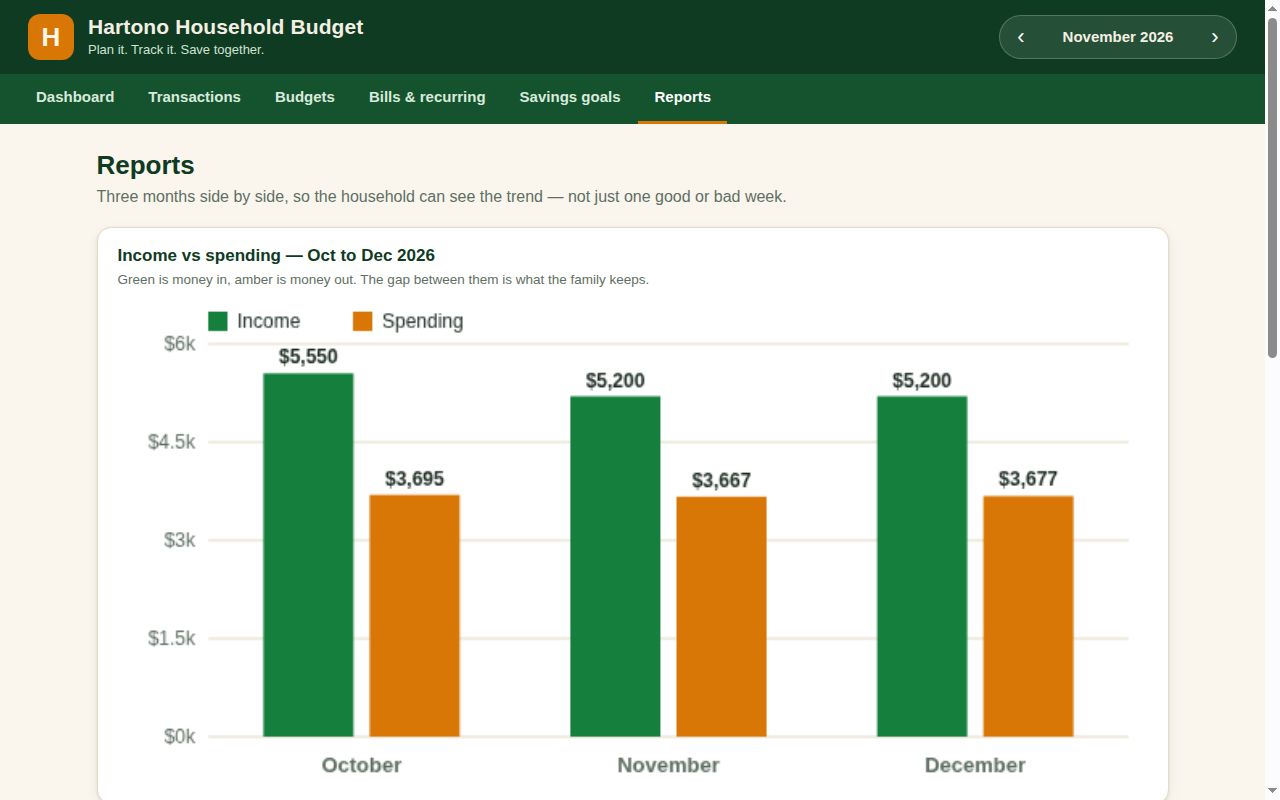 H
Hartono Household Budget
Plan it. Track it. Save together.
‹ November 2026 ›
Dashboard Transactions Budgets Bills & recurring Savings goals Reports
Reports
Three months side by side, so the household can see the trend — not just one good or bad week.
Income vs spending — Oct to Dec 2026
Green is money in, amber is money out. The gap between them is what the family keeps.
Income Spending
$6k
$5,550
$5,200
$5,200
$4.5k
$3,695
$3,667
$3,677
$3k
$1.5k
$0k
October November December